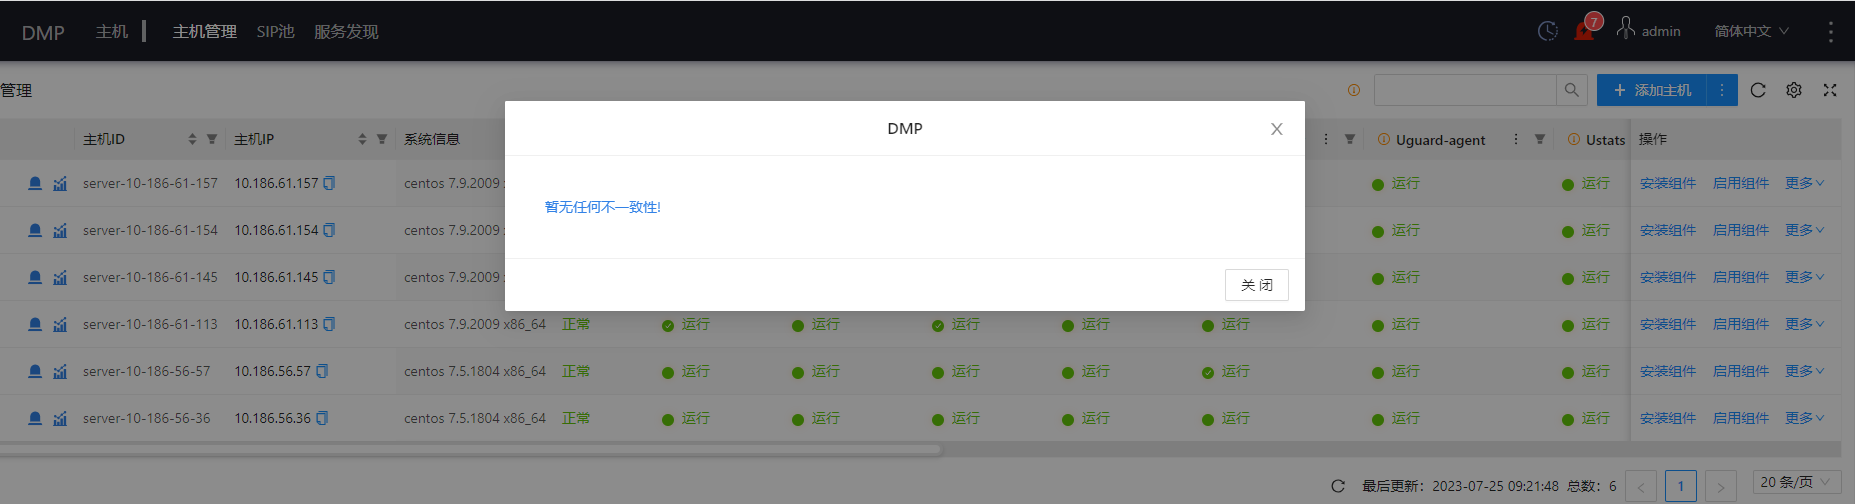 DMP 主机 主机管理 SIP池 服务发现 7 admin 简体中文
管理 添加主机
DMP
主机ID 主机IP 系统信息 Uguard-agent Ustats 操作
server-10-186-61-157 10.186.61.157 centos 7.9.2009 运行 运行 安装组件 启用组件 更多
暂无任何不一致性!
server-10-186-61-154 10.186.61.154 centos 7.9.2009 运行 运行 安装组件 启用组件 更多
server-10-186-61-145 10.186.61.145 centos 7.9.2009 运行 运行 安装组件 启用组件 更多
关闭
server-10-186-61-113 10.186.61.113 centos 7.9.2009 x86_64 正常 运行 运行 运行 运行 运行 运行 运行 安装组件 启用组件 更多
server-10-186-56-57 10.186.56.57 centos 7.5.1804 x86_64 正常 运行 运行 运行 运行 运行 运行 运行 安装组件 启用组件 更多
server-10-186-56-36 10.186.56.36 centos 7.5.1804 x86_64 正常 运行 运行 运行 运行 运行 运行 运行 安装组件 启用组件 更多
最后更新：2023-07-25 09:21:48 总数：6 < 1 > 20 条/页